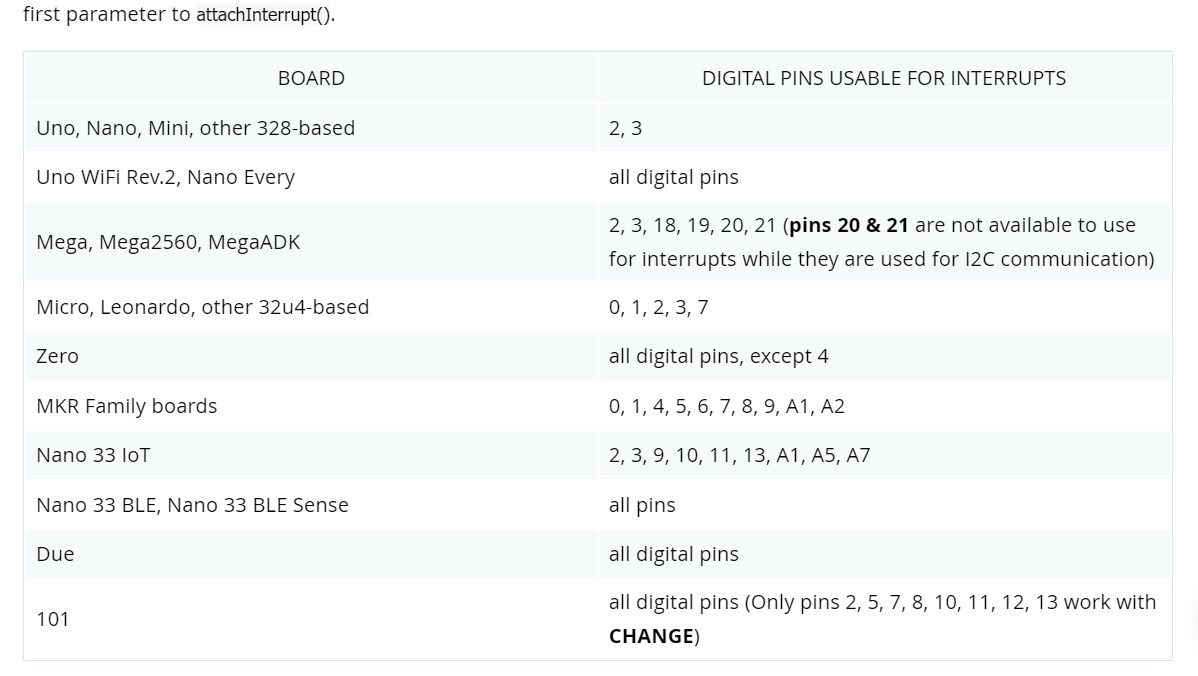 first parameter to attachInterrupt().
BOARD DIGITAL PINS USABLE FOR INTERRUPTS
Uno, Nano, Mini, other 328-based 2, 3
Uno WiFi Rev.2, Nano Every all digital pins
Mega, Mega2560, MegaADK 2, 3, 18, 19, 20, 21 (pins 20 & 21 are not available to use
for interrupts while they are used for I2C communication)
Micro, Leonardo, other 32u4-based 0, 1, 2, 3, 7
Zero all digital pins, except 4
MKR Family boards 0, 1, 4, 5, 6, 7, 8, 9, A1, A2
Nano 33 IoT 2, 3, 9, 10, 11, 13, A1, A5, A7
Nano 33 BLE, Nano 33 BLE Sense all pins
Due all digital pins
101 all digital pins (Only pins 2, 5, 7, 8, 10, 11, 12, 13 work with
CHANGE)